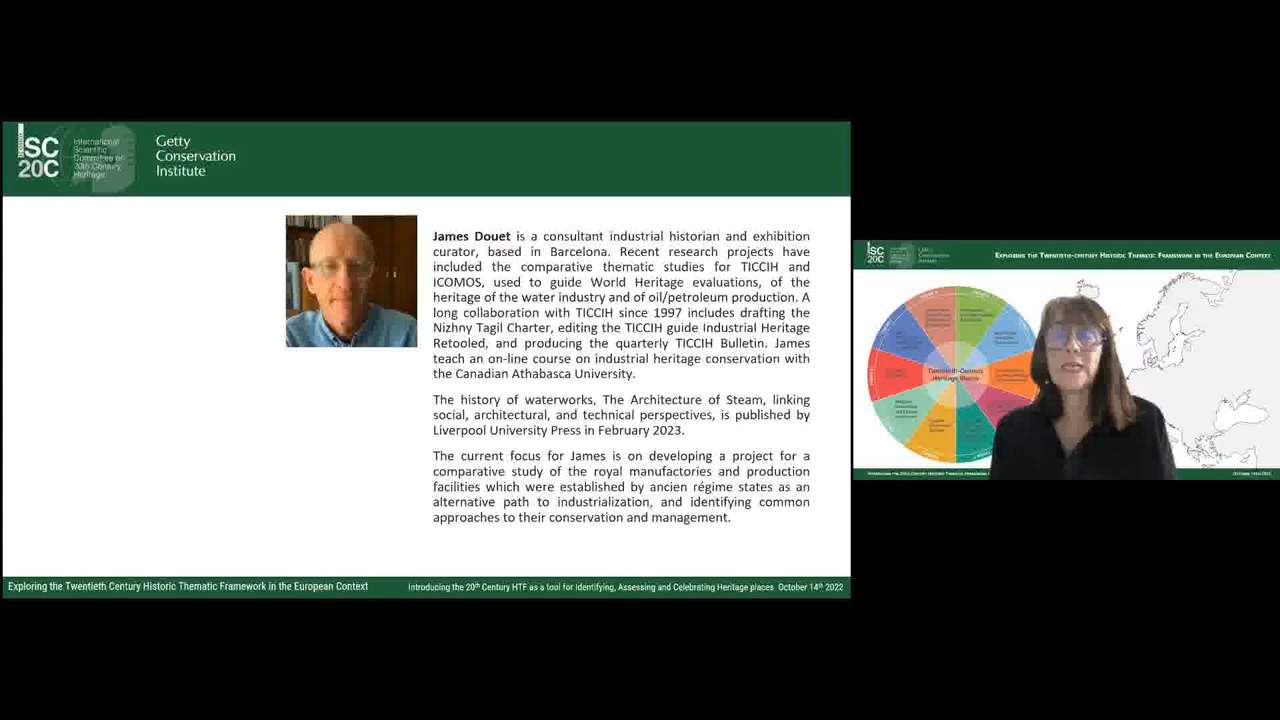 ISC
20C
International
Scientific
Committee on
20th Century
Heritage
Getty
Conservation
Institute
James Douet is a consultant industrial historian and exhibition
curator, based in Barcelona. Recent research projects have
included the comparative thematic studies for TICCIH and
ICOMOS, used to guide World Heritage evaluations, of the
heritage of the water industry and of oil/petroleum production. A
long collaboration with TICCIH since 1997 includes drafting the
Nizhny Tagil Charter, editing the TICCIH guide Industrial Heritage
Retooled, and producing the quarterly TICCIH Bulletin. James
teach an on-line course on industrial heritage conservation with
the Canadian Athabasca University.
The history of waterworks, The Architecture of Steam, linking
social, architectural, and technical perspectives, is published by
Liverpool University Press in February 2023.
The current focus for James is on developing a project for a
comparative study of the royal manufactories and production
facilities which were established by ancien régime states as an
alternative path to industrialization, and identifying common
approaches to their conservation and management.
Exploring the Twentieth Century Historic Thematic Framework in the European Context
Introducing the 20th Century HTF as a tool for Identifying, Assessing and Celebrating Heritage places October 14th 2022
ISC
20C
Getty
Conservation
Institute
Exploring the Twentieth-century Historic Thematic Framework in the European Context
Twentieth-Century